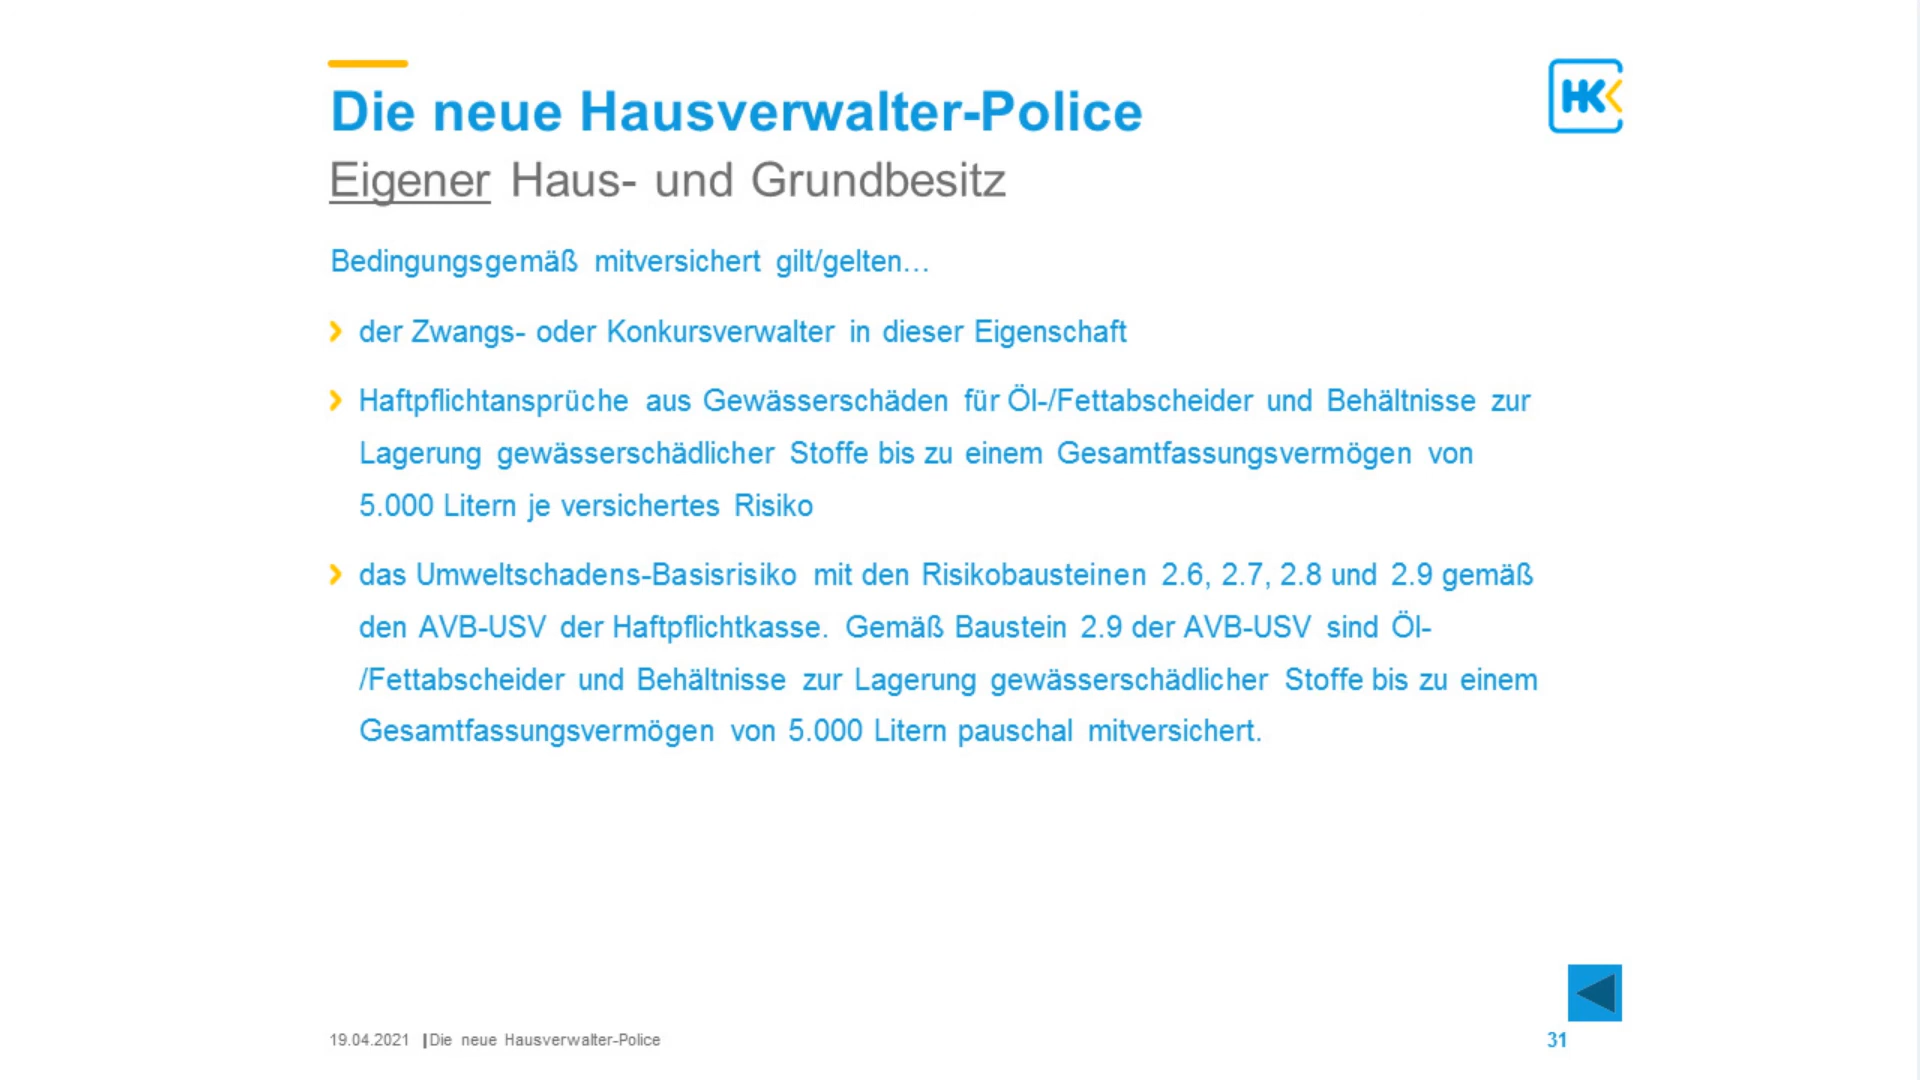 Die neue Hausverwalter-Police
HK
Eigener Haus- und Grundbesitz
Bedingungsgemäß mitversichert gilt/gelten...
der Zwangs- oder Konkursverwalter in dieser Eigenschaft
Haftpflichtansprüche aus Gewässerschäden für Öl-/Fettabscheider und Behältnisse zur
Lagerung gewässerschädlicher Stoffe bis zu einem Gesamtfassungsvermögen von
5.000 Litern je versichertes Risiko
das Umweltschadens-Basisrisiko mit den Risikobausteinen 2.6, 2.7, 2.8 und 2.9 gemäß
den AVB-USV der Haftpflichtkasse. Gemäß Baustein 2.9 der AVB-USV sind Öl-
/Fettabscheider und Behältnisse zur Lagerung gewässerschädlicher Stoffe bis zu einem
Gesamtfassungsvermögen von 5.000 Litern pauschal mitversichert.
19.04.2021 |Die neue Hausverwalter-Police
31